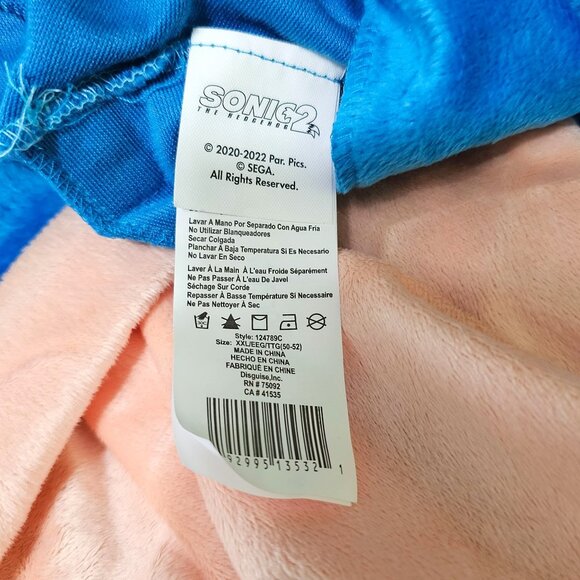 SONIC 2
THE HEDGEHOG
© 2020-2022 Par. Pics.
© SEGA.
All Rights Reserved.
Lavar A Mano Por Separado Con Agua Fria
No Utilizar Blanqueadores
Secar Colgada
Planchar Á Baja Temperatura Si Es Necesario
No Lavar En Seco
Laver À La Main À L'eau Froide Séparément
Ne Pas Passer À L'eau De Javel
Séchage Sur Corde
Repasser À Basse Température Si Necessaire
Ne Pas Nettoyer À Sec
Style: 124789C
Size: XXL/EEG/TTG(50-52)
MADE IN CHINA
HECHO EN CHINA
FABRIQUÉ EN CHINE
Disguise,Inc.
RN # 75092
CA # 41535
92995 13532 1